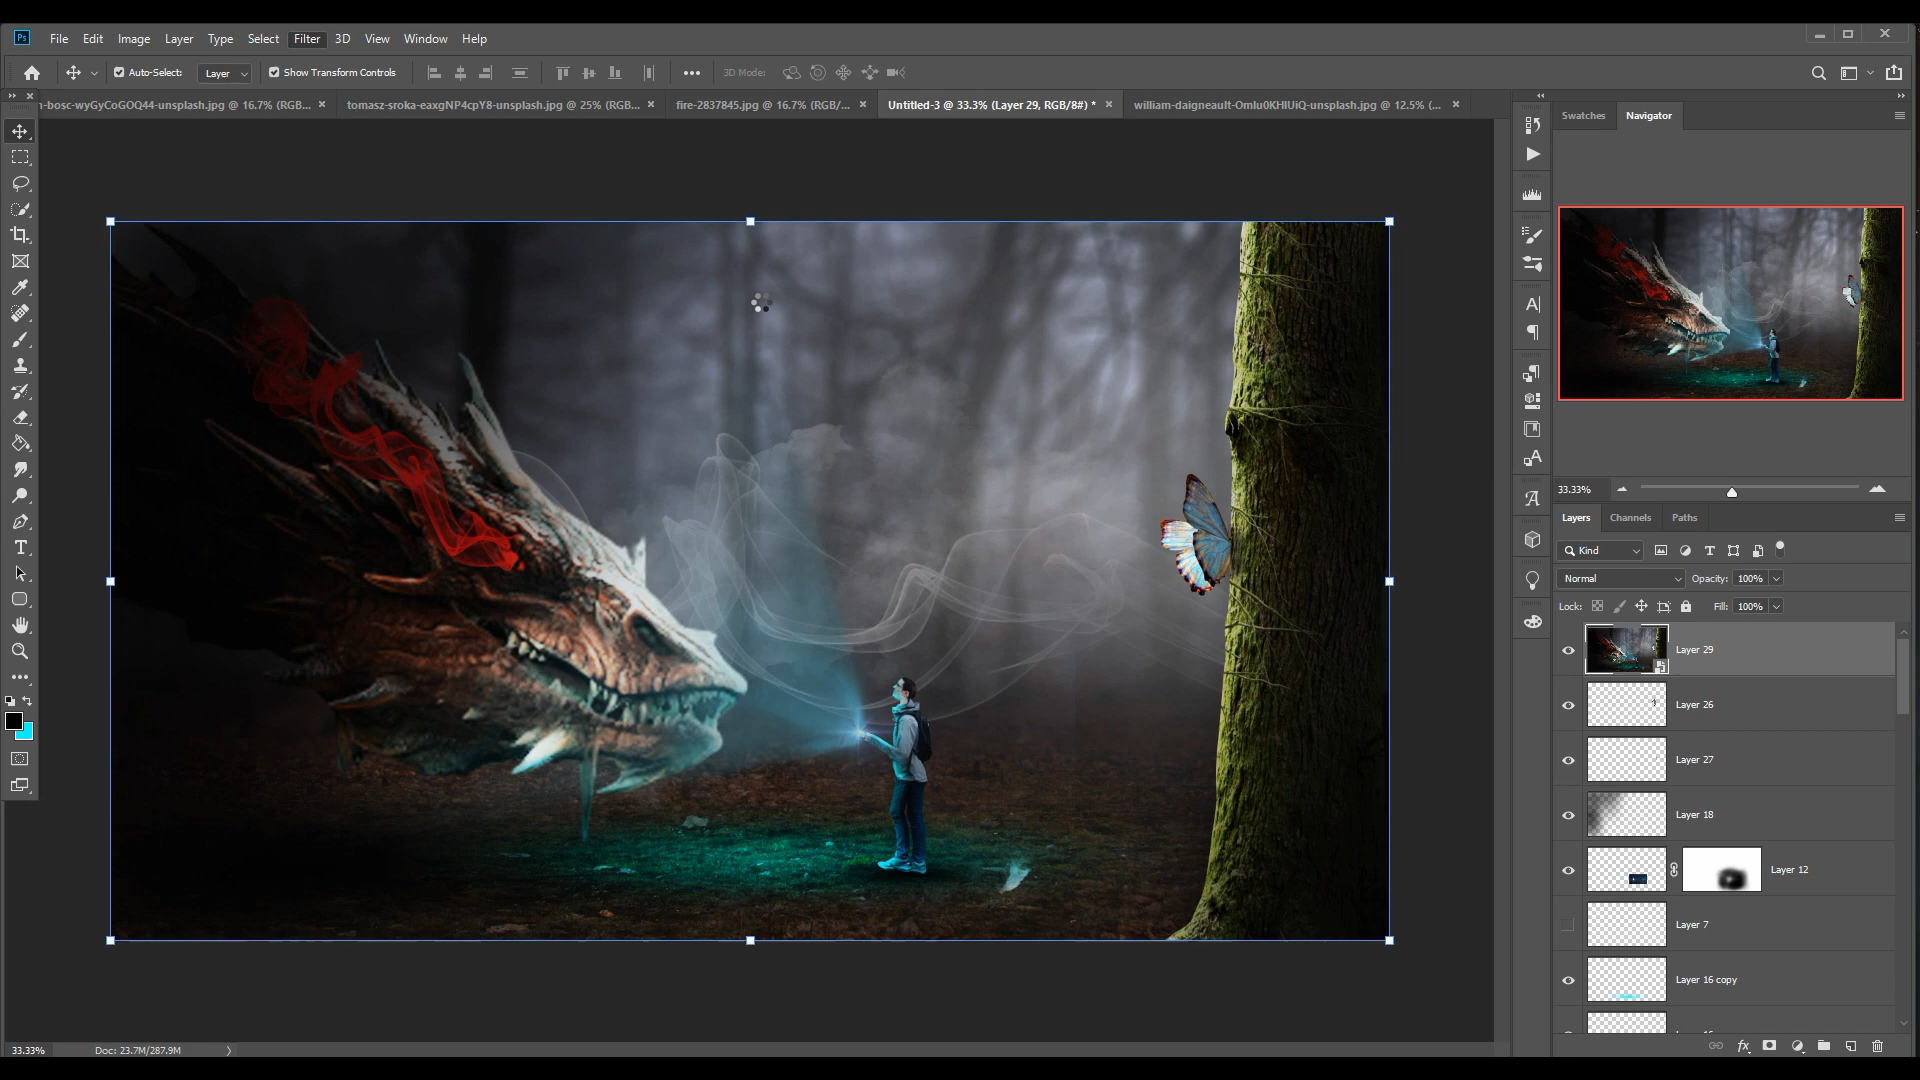 Ps File Edit Image Layer Type Select Filter 3D View Window Help
Auto-Select: Layer Show Transform Controls 3D Mode:
n-bosc-wyGyCoGOQ44-unsplash.jpg @ 16.7% (RGB... tomasz-sroka-eaxgNP4cpY8-unsplash.jpg @ 25% (RGB... fire-2837845.jpg @ 16.7% (RGB/... Untitled-3 @ 33.3% (Layer 29, RGB/8#) * william-daigneault-OmIu0KHIUiQ-unsplash.jpg @ 12.5% (...
Swatches Navigator
33.33%
Layers Channels Paths
Kind
Normal Opacity: 100%
Lock: Fill: 100%
Layer 29
Layer 26
Layer 27
Layer 18
Layer 12
Layer 7
Layer 16 copy
33.33% Doc: 23.7M/287.9M